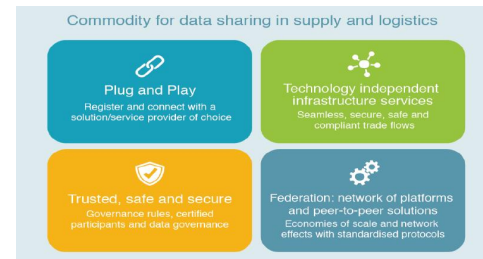 Commodity for data sharing in supply and logistics
Plug and Play
Register and connect with a
solution/service provider of choice
Technology independent
infrastructure services
Seamless, secure, safe and
compliant trade flows
Trusted, safe and secure
Governance rules, certified
participants and data governance
Federation: network of platforms
and peer-to-peer solutions
Economies of scale and network
effects with standardised protocols